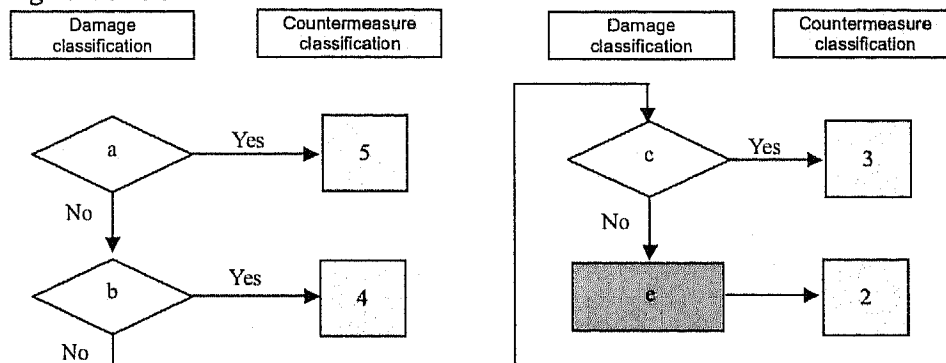 Damage
classification
Countermeasure
classification
a
Yes
5
No
b
Yes
4
No
Damage
classification
Countermeasure
classification
c
Yes
3
No
e
2